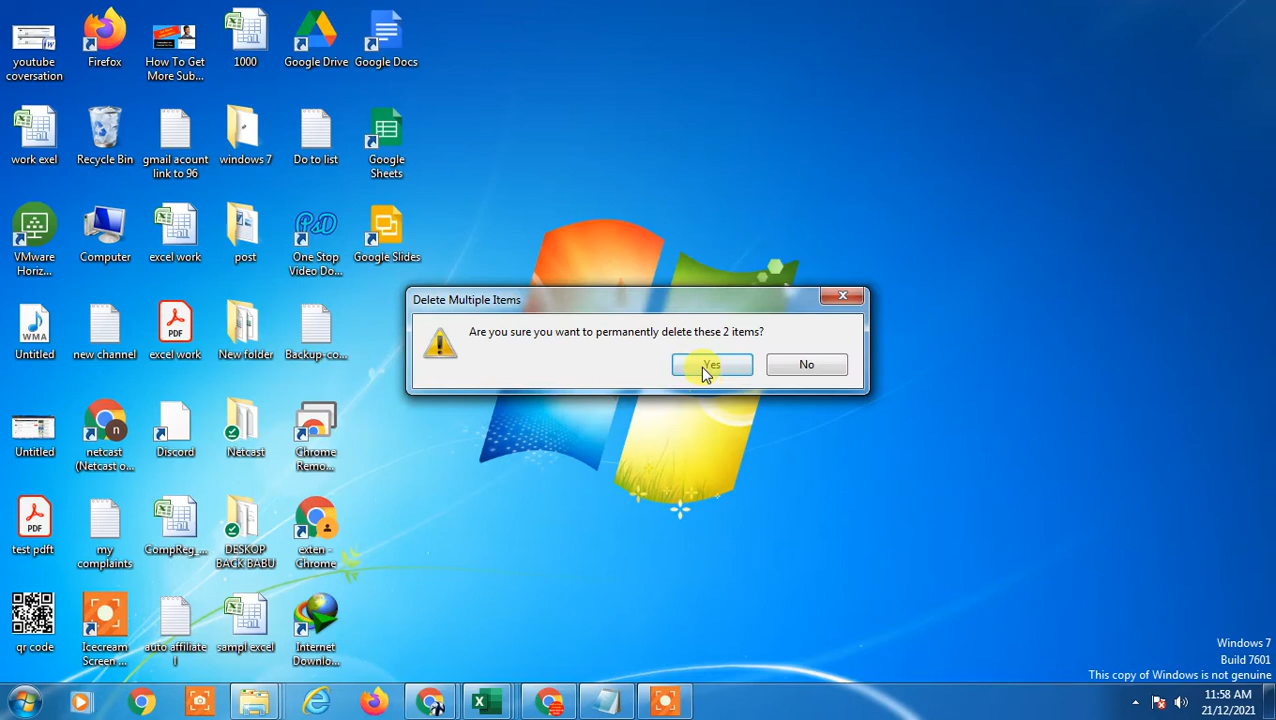 youtube
coversation
Firefox
How To Get
More Sub...
1000
Google Drive
Google Docs
work exel
Recycle Bin
gmail acount
link to 96
windows 7
Do to list
Google
Sheets
VMware
Horiz...
Computer
excel work
post
PSD
One Stop
Video Do...
Google Slides
Delete Multiple Items
Are you sure you want to permanently delete these 2 items?
Yes
No
WMA
Untitled
new channel
PDF
excel work
New folder
Backup-co...
Untitled
n
netcast
(Netcast o...
Discord
Netcast
Chrome
Remo...
PDF
test pdft
my
complaints
CompReg_...
DESKOP
BACK BABU
exten -
Chrome
qr code
Icecream
Screen ...
auto affiliate
l
sampl excel
Internet
Downlo...
Windows 7
Build 7601
This copy of Windows is not genuine
11:58 AM
21/12/2021